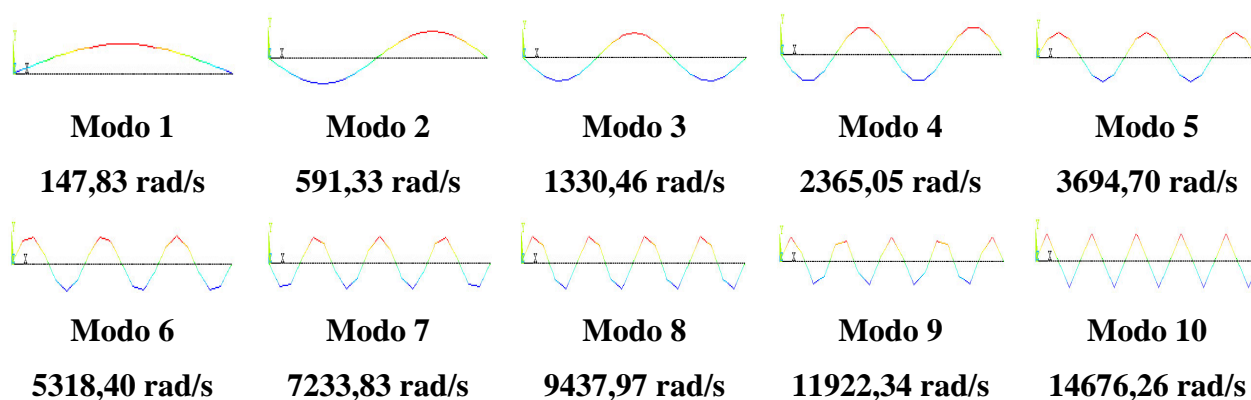 Modo 1 Modo 2 Modo 3 Modo 4 Modo 5
147,83 rad/s 591,33 rad/s 1330,46 rad/s 2365,05 rad/s 3694,70 rad/s
Modo 6 Modo 7 Modo 8 Modo 9 Modo 10
5318,40 rad/s 7233,83 rad/s 9437,97 rad/s 11922,34 rad/s 14676,26 rad/s